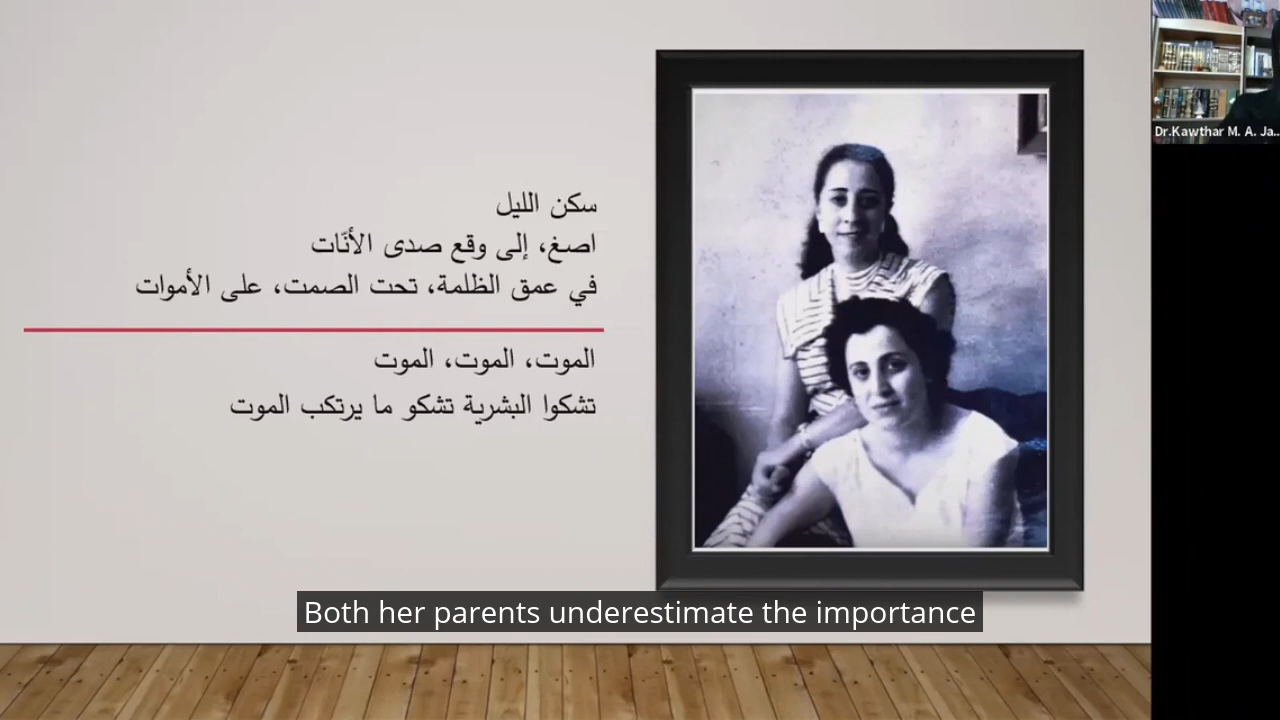 سكن الليل
اصغ، إلى وقع صدى الأنّات
في عمق الظلمة، تحت الصمت، على الأموات
الموت، الموت، الموت
تشكوا البشرية تشكو ما يرتكب الموت
Both her parents underestimate the importance
Dr.Kawthar M. A. Ja..